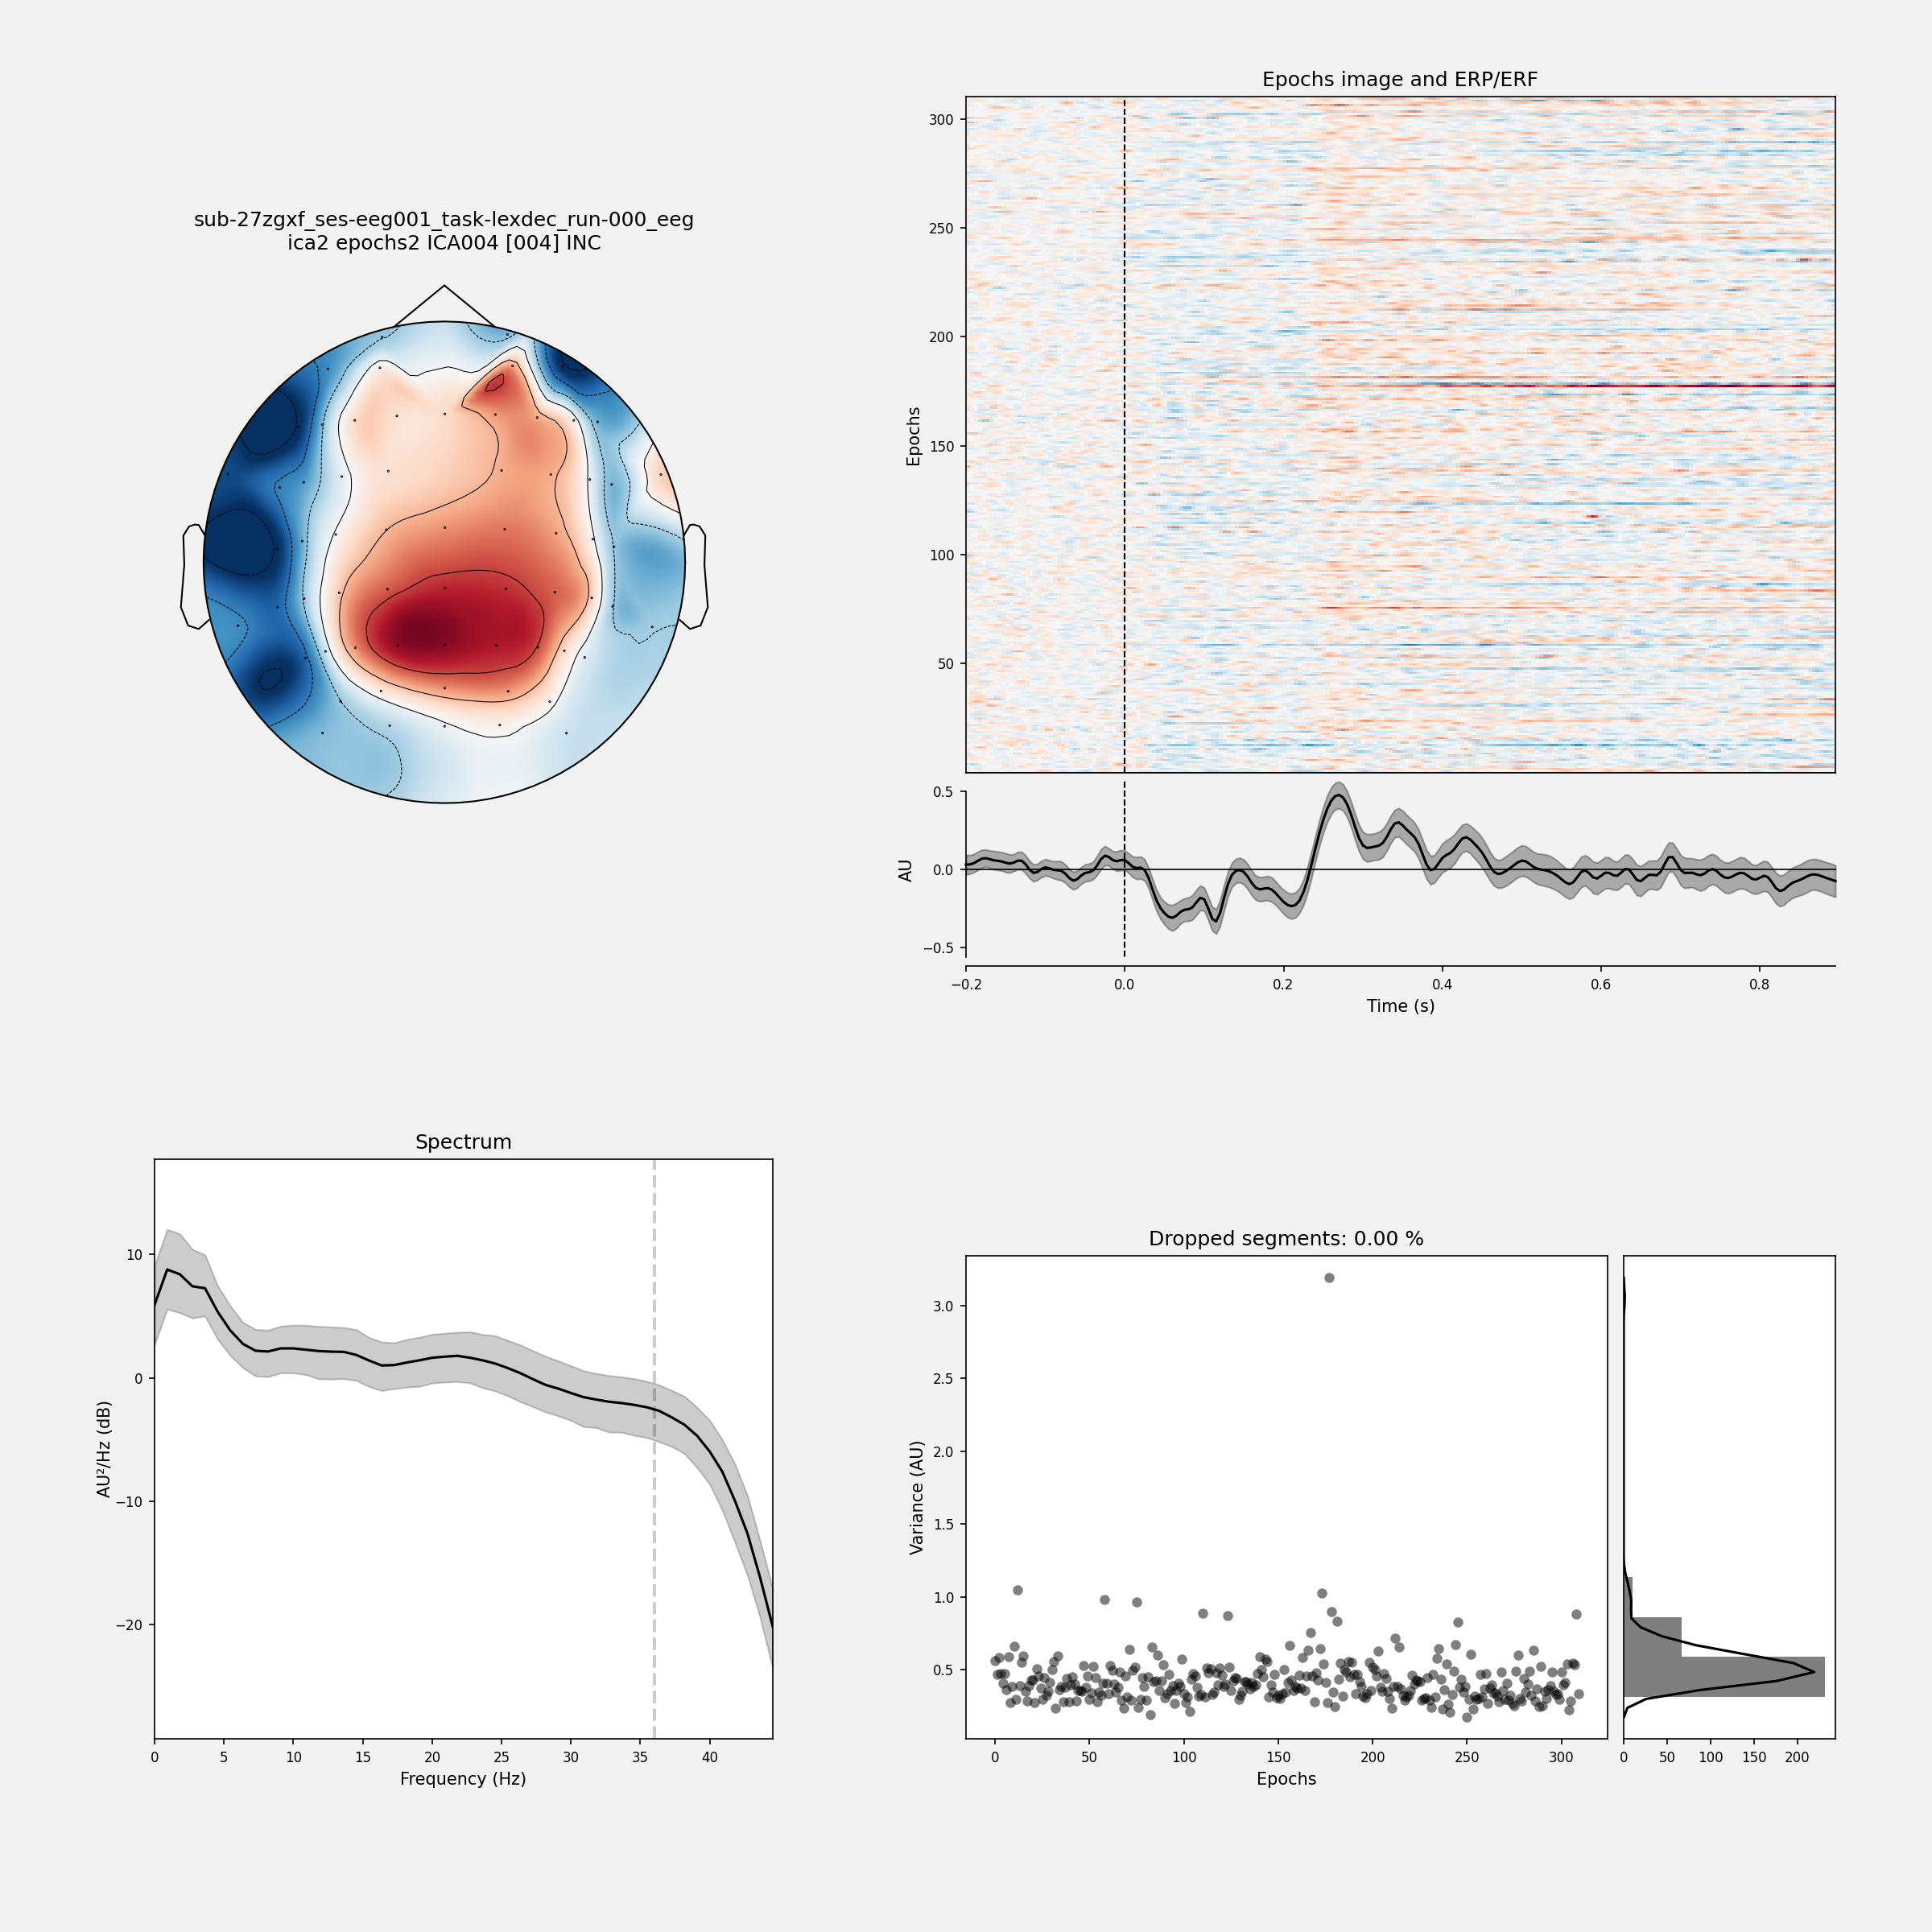 sub-27zgxf_ses-eeg001_task-lexdec_run-000_eeg
ica2 epochs2 ICA004 [004] INC
Epochs image and ERP/ERF
300
250
200
150
100
50
Epochs
0.5
0.0
−0.5
AU
−0.2 0.0 0.2 0.4 0.6 0.8
Time (s)
Spectrum
10
0
−10
−20
AU²/Hz (dB)
0 5 10 15 20 25 30 35 40
Frequency (Hz)
Dropped segments: 0.00 %
3.0
2.5
2.0
1.5
1.0
0.5
Variance (AU)
0 50 100 150 200 250 300
Epochs
0 50 100 150 200